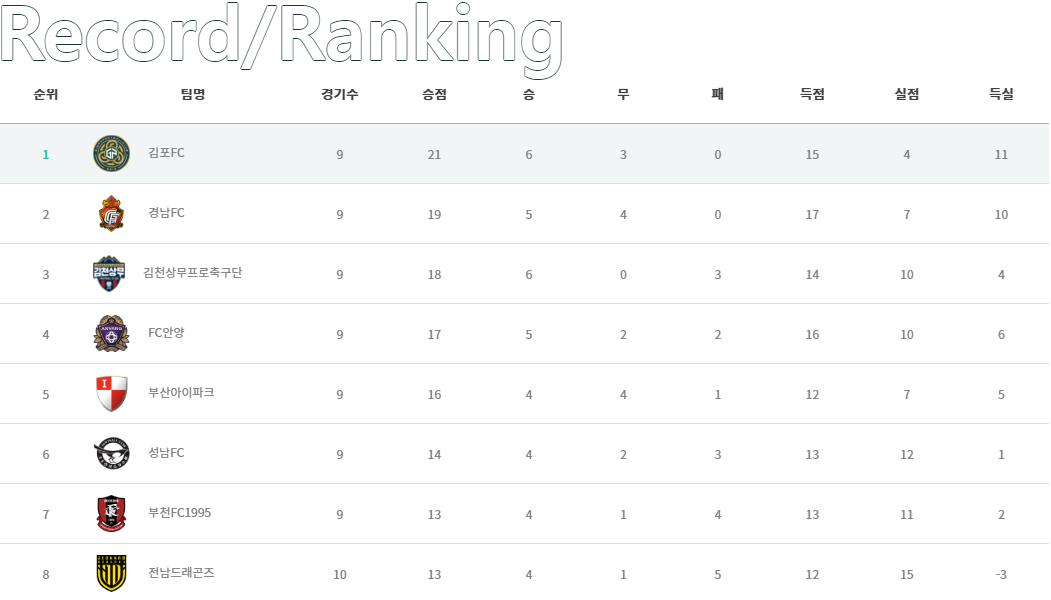 Record/Ranking
순위 팀명 경기수 승점 승 무 패 득점 실점 득실
1 김포FC 9 21 6 3 0 15 4 11
2 경남FC 9 19 5 4 0 17 7 10
3 김천상무 김천상무프로축구단 9 18 6 0 3 14 10 4
4 ANYANG FC안양 9 17 5 2 2 16 10 6
5 부산아이파크 9 16 4 4 1 12 7 5
6 성남FC 9 14 4 2 3 13 12 1
7 부천FC1995 9 13 4 1 4 13 11 2
8 전남드래곤즈 10 13 4 1 5 12 15 -3